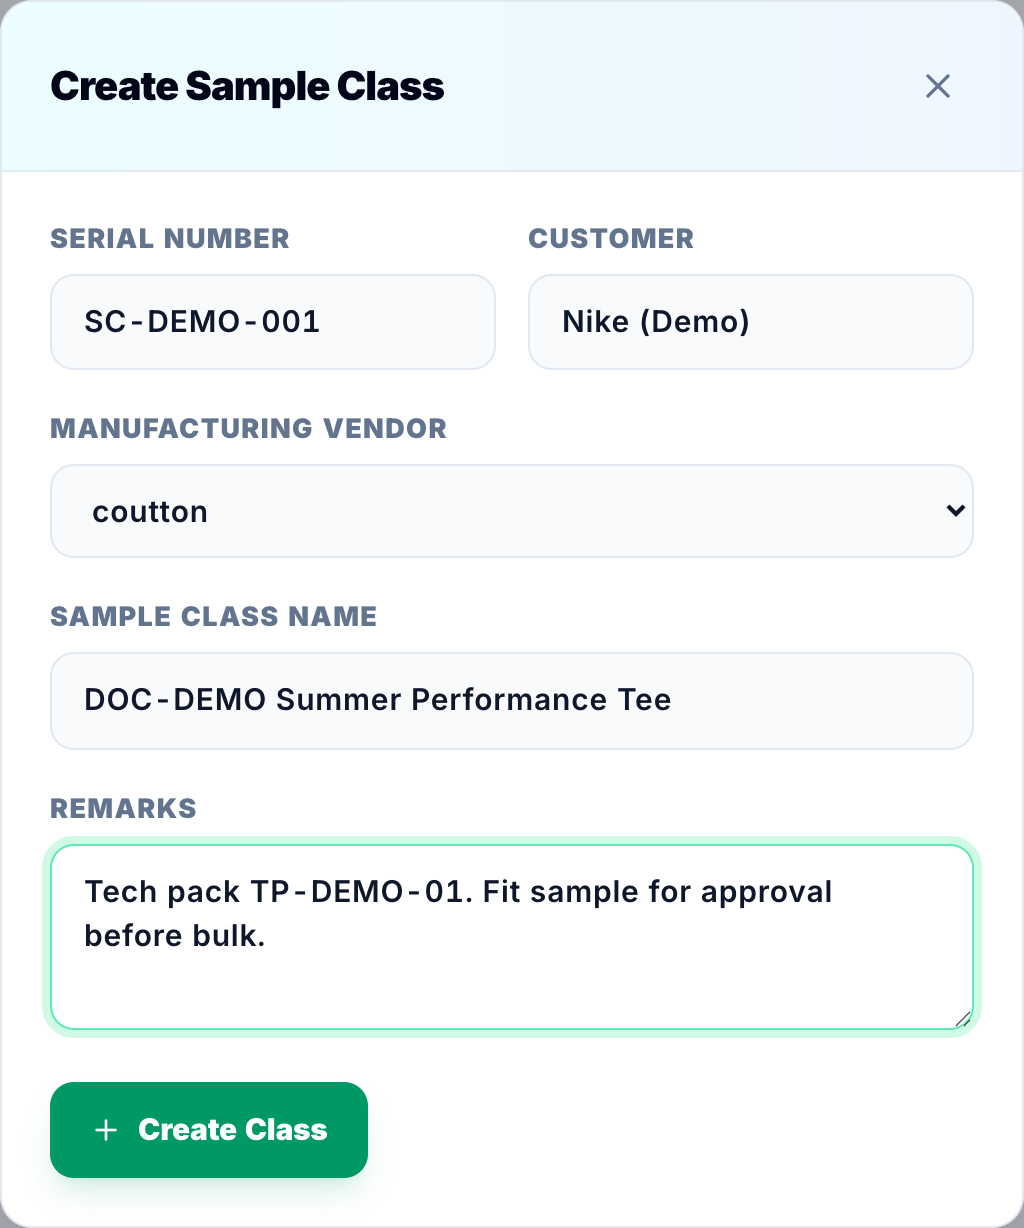 Create Sample Class
SERIAL NUMBER
CUSTOMER
SC-DEMO-001
Nike (Demo)
MANUFACTURING VENDOR
coutton
SAMPLE CLASS NAME
DOC-DEMO Summer Performance Tee
REMARKS
Tech pack TP-DEMO-01. Fit sample for approval
before bulk.
Create Class